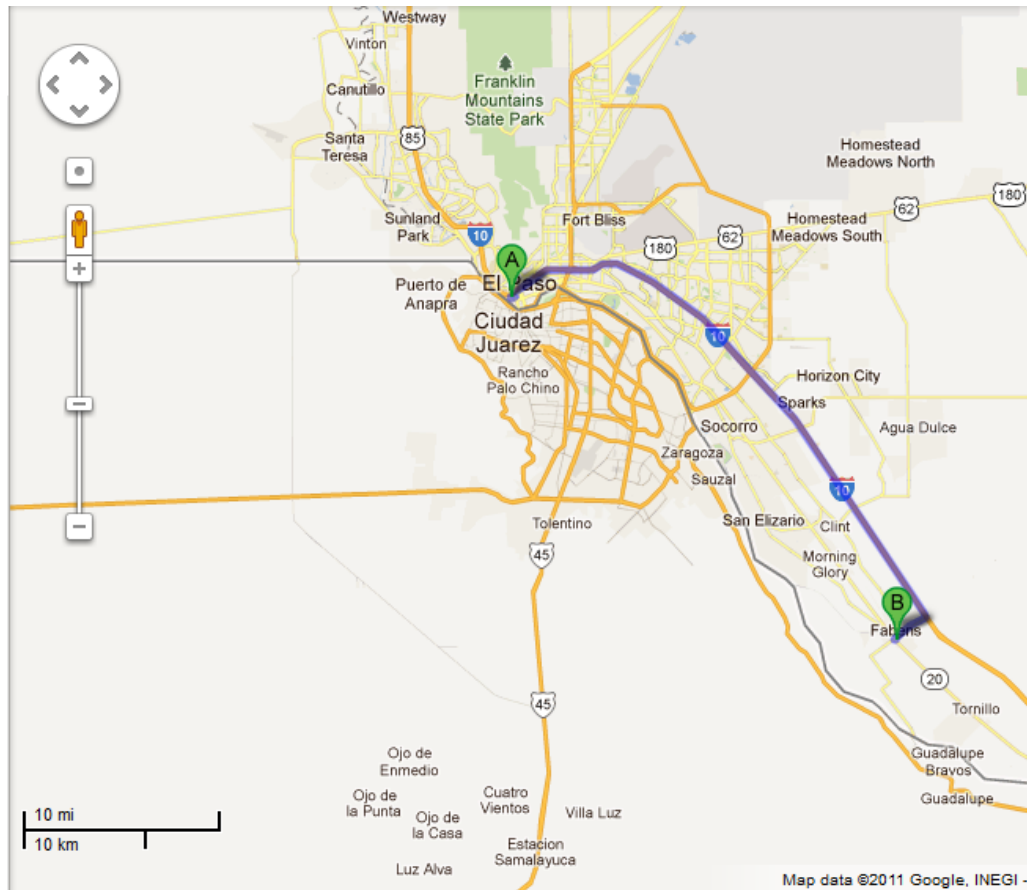 Westway
Vinton
Canutillo
Franklin
Mountains
State Park
Santa
Teresa
85
Homestead
Meadows North
180
62
Sunland
Park
10
Fort Bliss
62
180
Homestead
Meadows South
A
El Paso
Puerto de
Anapra
Ciudad
Juarez
10
Rancho
Palo Chino
Horizon City
Sparks
Socorro
Agua Dulce
Zaragoza
Sauzal
10
San Elizario
Clint
Tolentino
45
Morning
Glory
B
Fabens
20
45
Tornillo
Ojo de
Enmedio
Guadalupe
Bravos
Ojo de
la Punta
Cuatro
Vientos
Villa Luz
Guadalupe
Ojo de
la Casa
10 mi
10 km
Estacion
Samalayuca
Luz Alva
Map data ©2011 Google, INEGI -